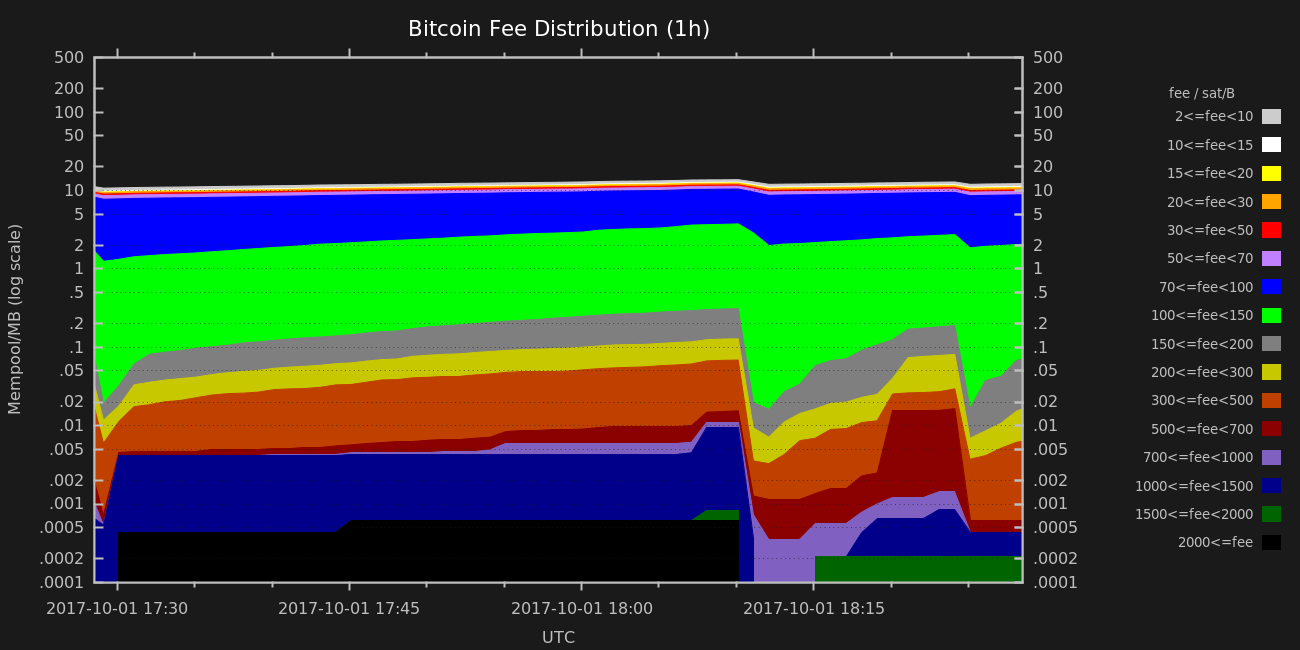 Bitcoin Fee Distribution (1h)
500
200
100
50
20
10
5
2
1
.5
.2
.1
.05
.02
.01
.005
.002
.001
.0005
.0002
.0001
Mempool/MB (log scale)
500
200
100
50
20
10
5
2
1
.5
.2
.1
.05
.02
.01
.005
.002
.001
.0005
.0002
.0001
2017-10-01 17:30
2017-10-01 17:45
2017-10-01 18:00
2017-10-01 18:15
UTC
fee / sat/B
2<=fee<10
10<=fee<15
15<=fee<20
20<=fee<30
30<=fee<50
50<=fee<70
70<=fee<100
100<=fee<150
150<=fee<200
200<=fee<300
300<=fee<500
500<=fee<700
700<=fee<1000
1000<=fee<1500
1500<=fee<2000
2000<=fee